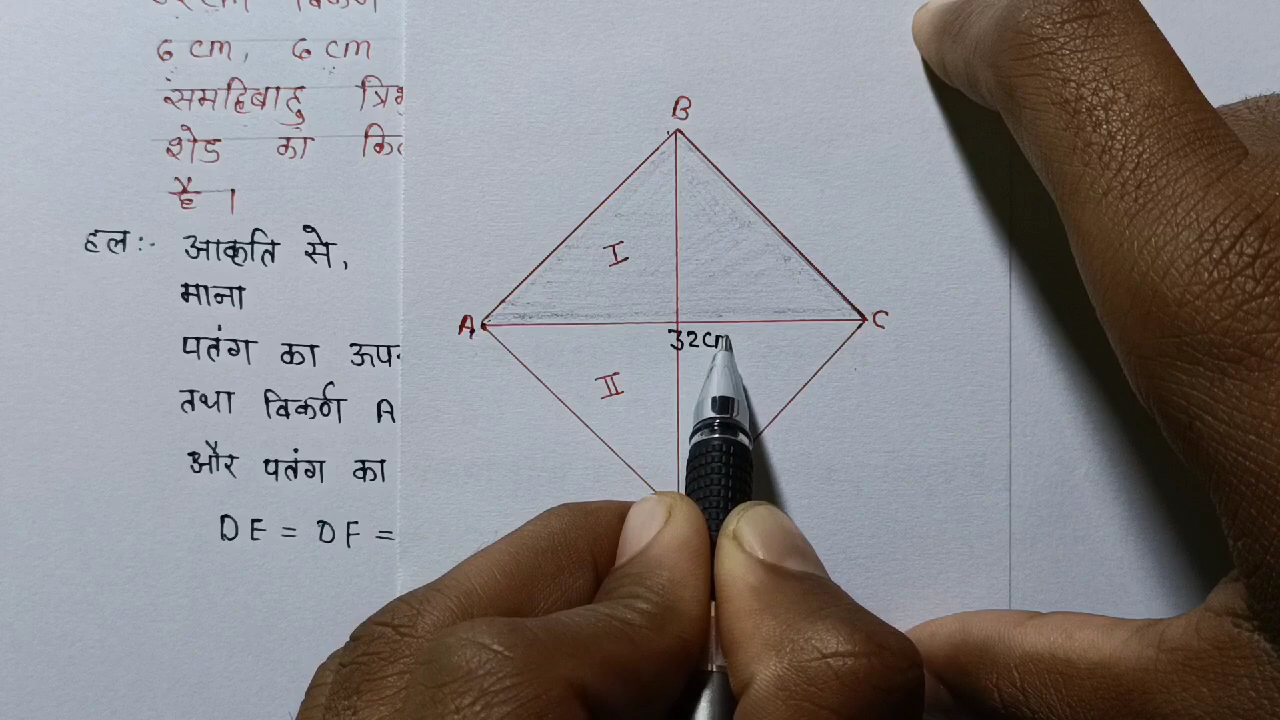 6 cm, 6 cm
समद्विबाहु
शेड का
है।
हल:- आकृति से,
माना
पतंग का ऊप
तथा विकर्ण A
और पतंग का
DE = DF =
B
I
A
C
32cm
II